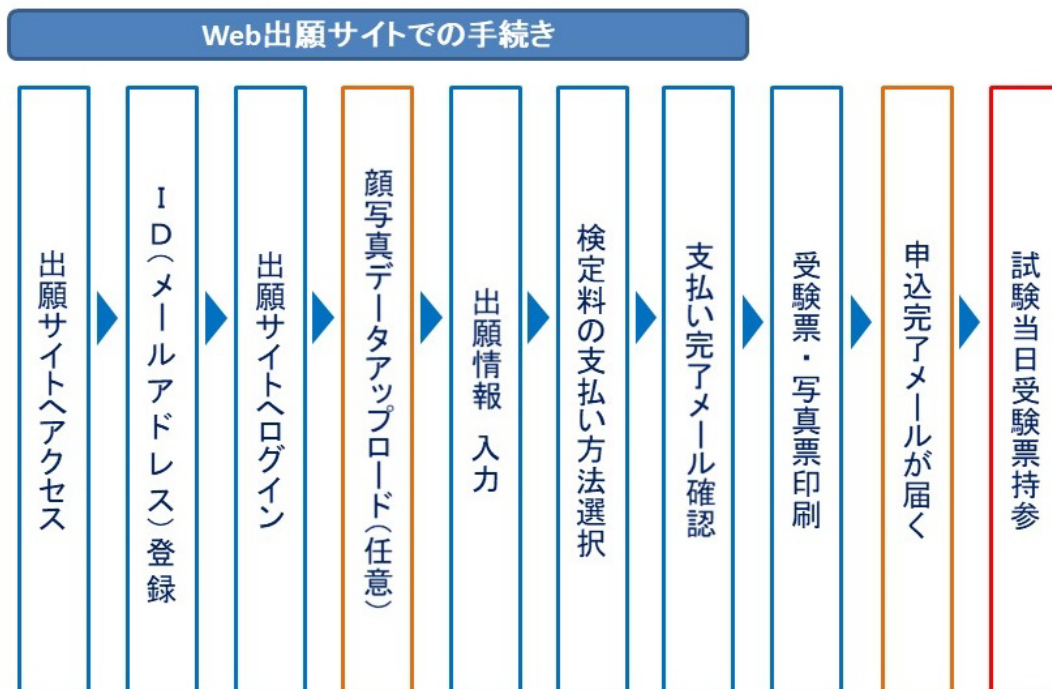 Web出願サイトでの手続き
出願サイトへアクセス
ID(メールアドレス)登録
出願サイトへログイン
顔写真データアップロード(任意)
出願情報 入力
検定料の支払い方法選択
支払い完了メール確認
受験票・写真票印刷
申込完了メールが届く
試験当日受験票持参